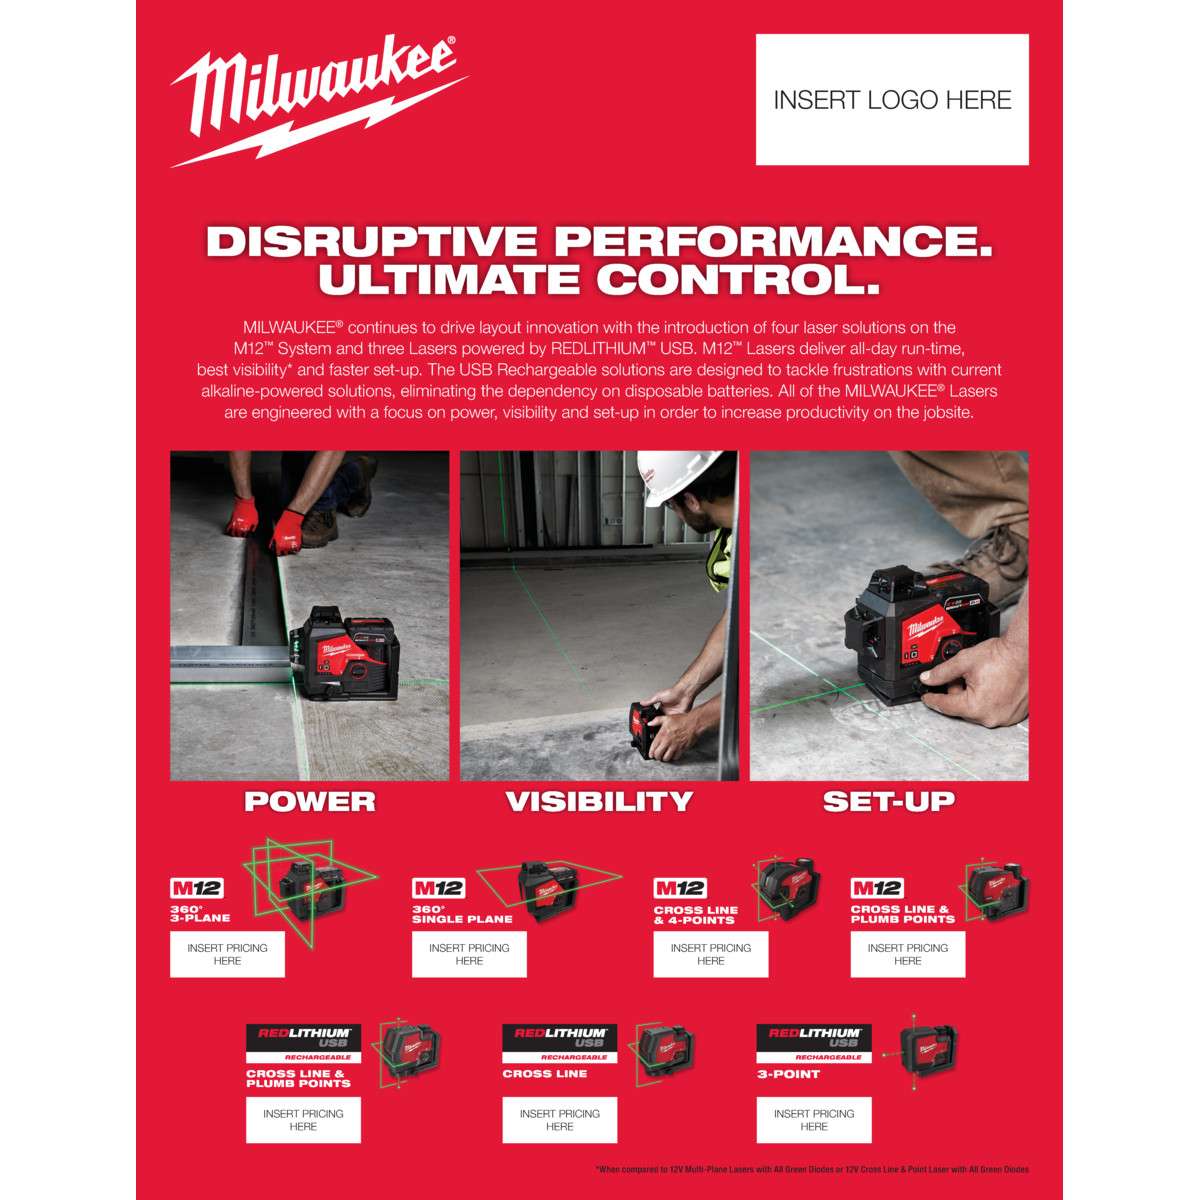 Milwaukee®
INSERT LOGO HERE
DISRUPTIVE PERFORMANCE.
ULTIMATE CONTROL.
MILWAUKEE® continues to drive layout innovation with the introduction of four laser solutions on the
M12™ System and three Lasers powered by REDLITHIUM™ USB. M12™ Lasers deliver all-day run-time,
best visibility* and faster set-up. The USB Rechargeable solutions are designed to tackle frustrations with current
alkaline-powered solutions, eliminating the dependency on disposable batteries. All of the MILWAUKEE® Lasers
are engineered with a focus on power, visibility and set-up in order to increase productivity on the jobsite.
Milwaukee
Milwaukee
POWER
VISIBILITY
SET-UP
M12
360°
3-PLANE
INSERT PRICING
HERE
M12
360°
SINGLE PLANE
INSERT PRICING
HERE
M12
CROSS LINE
& 4-POINTS
INSERT PRICING
HERE
M12
CROSS LINE &
PLUMB POINTS
INSERT PRICING
HERE
REDLITHIUM™
USB
RECHARGEABLE
CROSS LINE &
PLUMB POINTS
INSERT PRICING
HERE
REDLITHIUM™
USB
RECHARGEABLE
CROSS LINE
INSERT PRICING
HERE
REDLITHIUM™
USB
RECHARGEABLE
3-POINT
INSERT PRICING
HERE
*When compared to 12V Multi-Plane Lasers with All Green Diodes or 12V Cross Line & Point Laser with All Green Diodes